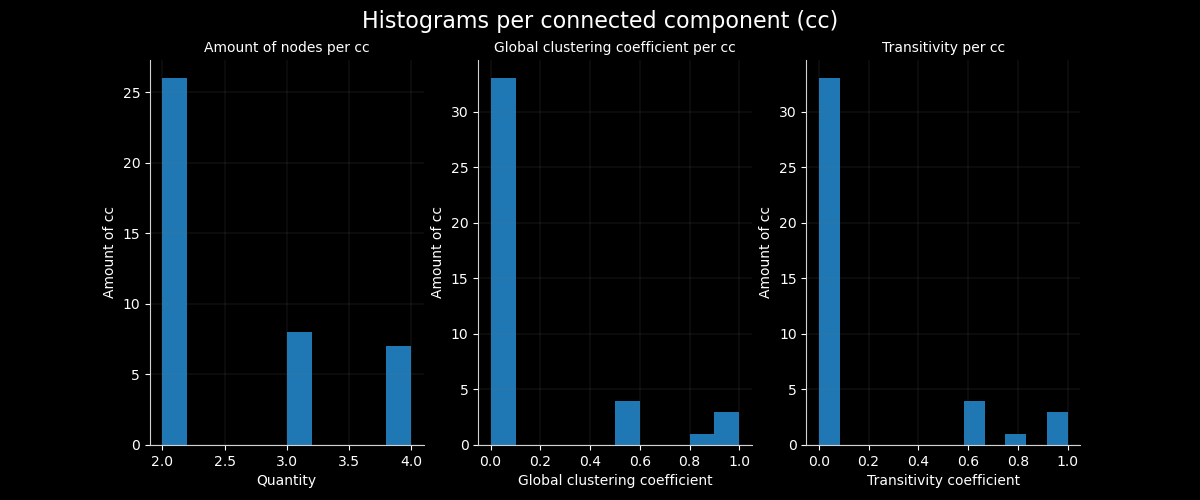 Histograms per connected component (cc)
Amount of nodes per cc
Global clustering coefficient per cc
Transitivity per cc
Amount of cc
25
20
15
10
5
0
2.0 2.5 3.0 3.5 4.0
Quantity
Amount of cc
30
25
20
15
10
5
0
0.0 0.2 0.4 0.6 0.8 1.0
Global clustering coefficient
Amount of cc
30
25
20
15
10
5
0
0.0 0.2 0.4 0.6 0.8 1.0
Transitivity coefficient